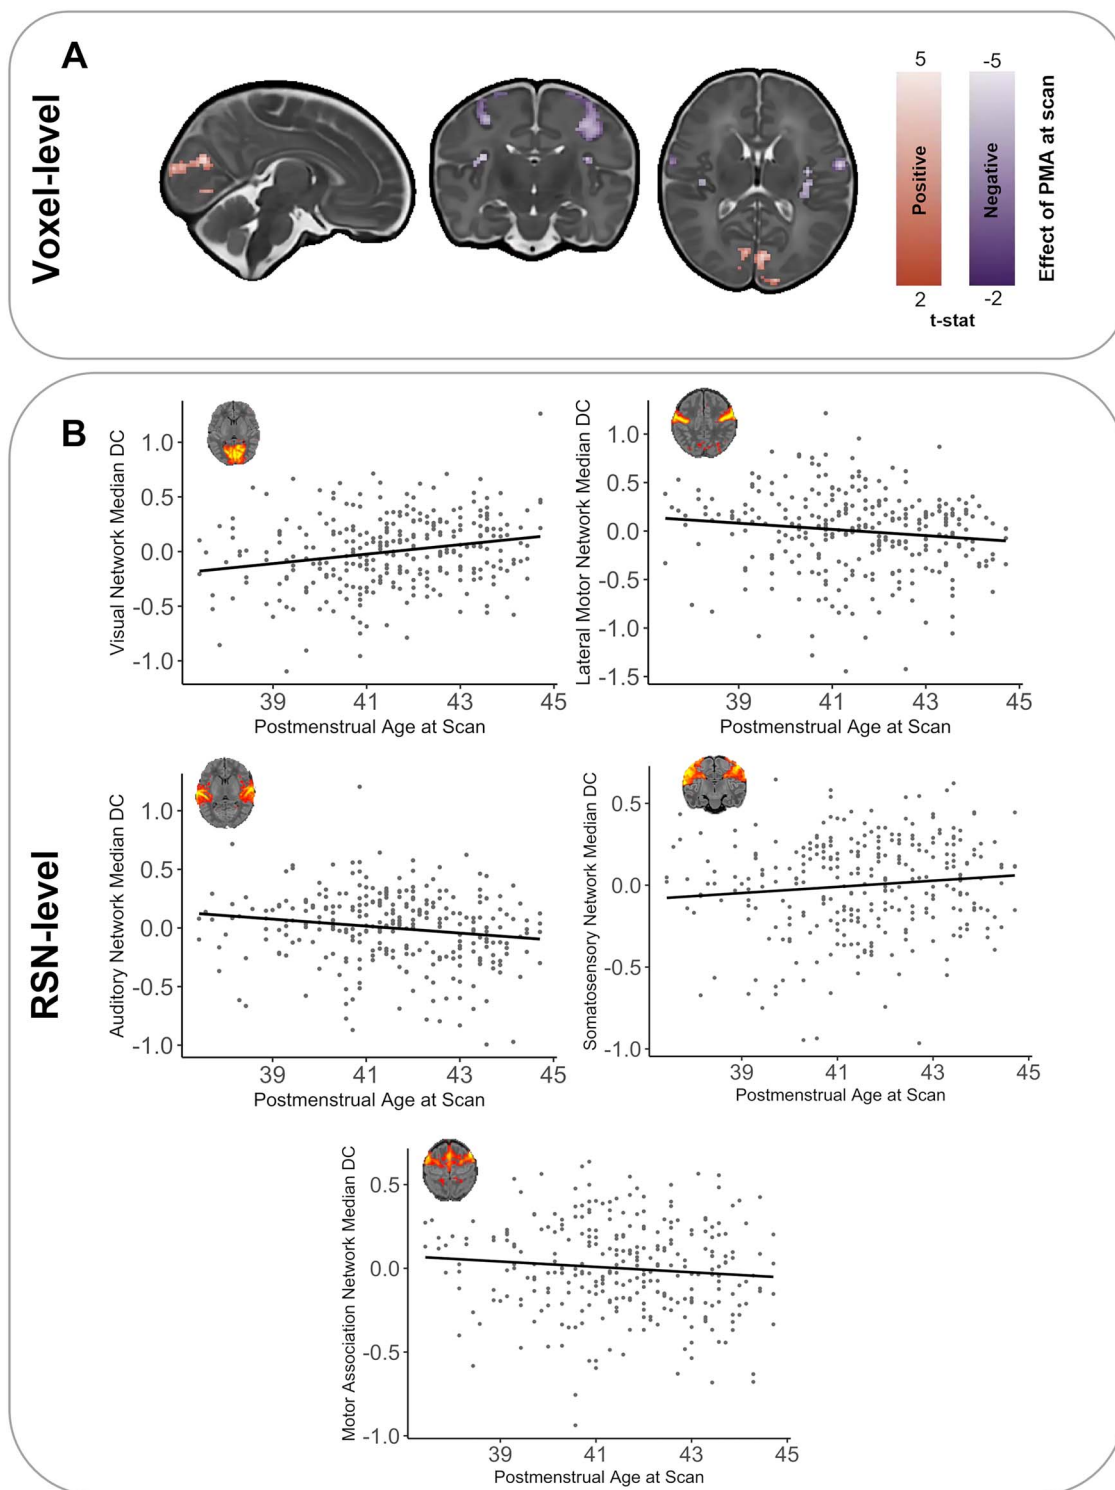 A
Voxel-level
5
-5
Positive
Negative
Effect of PMA at scan
2
-2
t-stat
B
RSN-level
Visual Network Median DC
1.0
0.5
0.0
-0.5
-1.0
39 41 43 45
Postmenstrual Age at Scan
Lateral Motor Network Median DC
1.0
0.5
0.0
-0.5
-1.0
-1.5
39 41 43 45
Postmenstrual Age at Scan
Auditory Network Median DC
1.0
0.5
0.0
-0.5
-1.0
39 41 43 45
Postmenstrual Age at Scan
Somatosensory Network Median DC
0.5
0.0
-0.5
-1.0
39 41 43 45
Postmenstrual Age at Scan
Motor Association Network Median DC
0.5
0.0
-0.5
-1.0
39 41 43 45
Postmenstrual Age at Scan